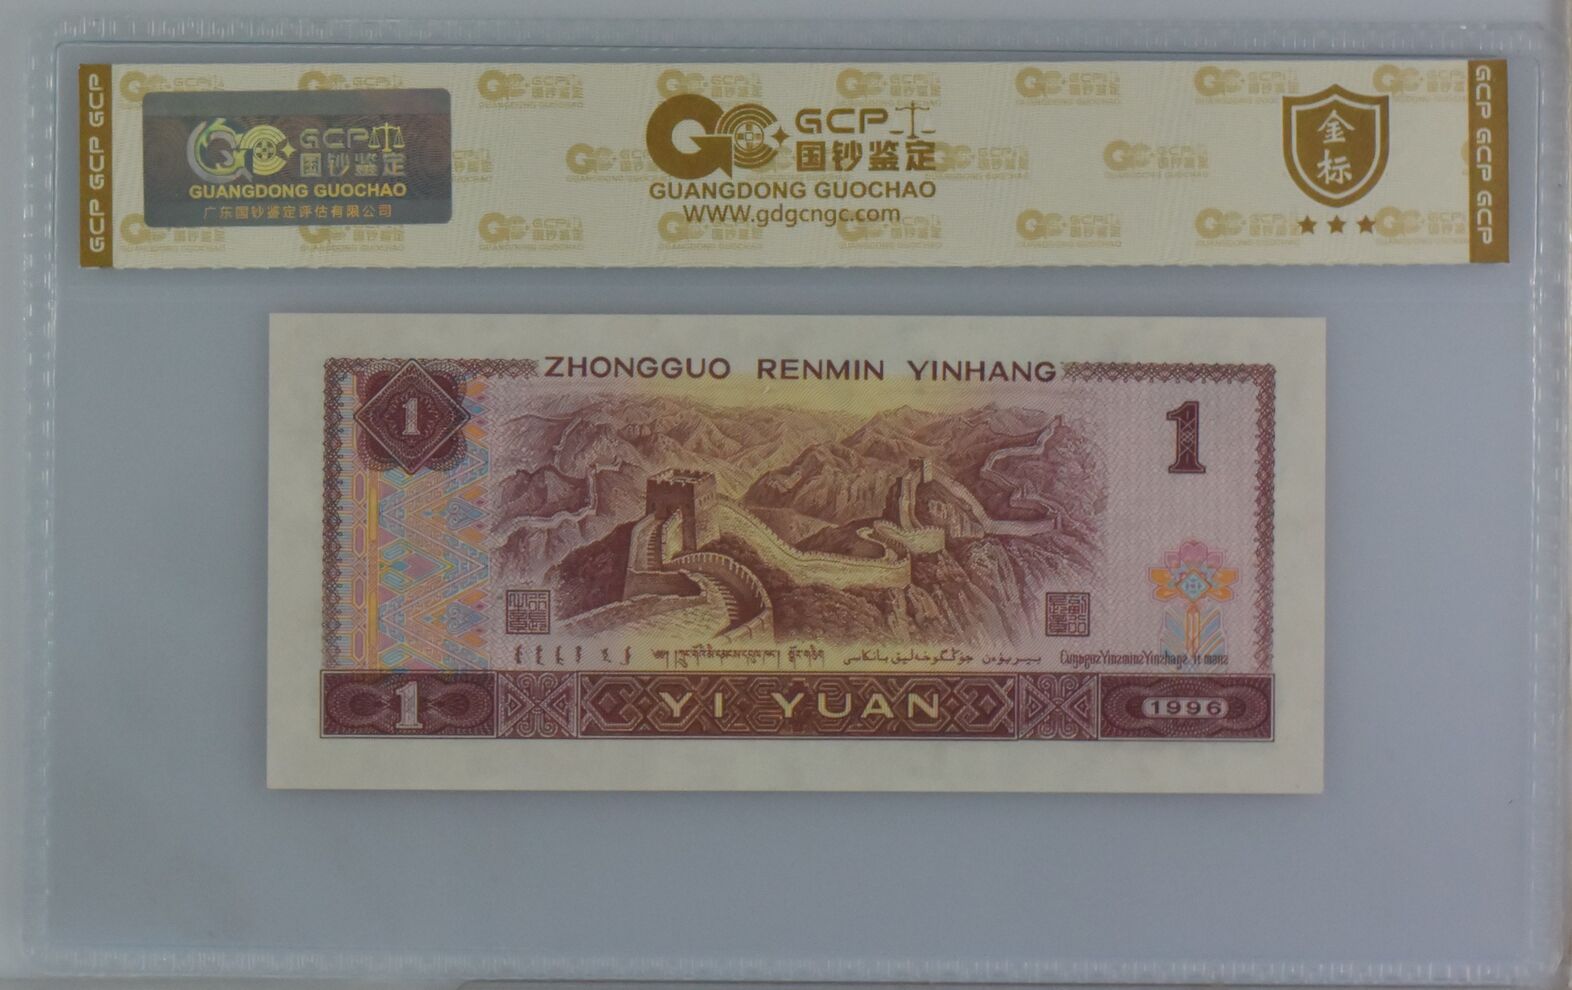 GCP GCP GCP
GCP
国钞鉴定
GUANGDONG GUOCHAO
广东国钞鉴定评估有限公司
GCP
国钞鉴定
GUANGDONG GUOCHAO
WWW.gdgcngc.com
金标
GCP GCP GCP
ZHONGGUO RENMIN YINHANG
1
1
1
YI YUAN
1996